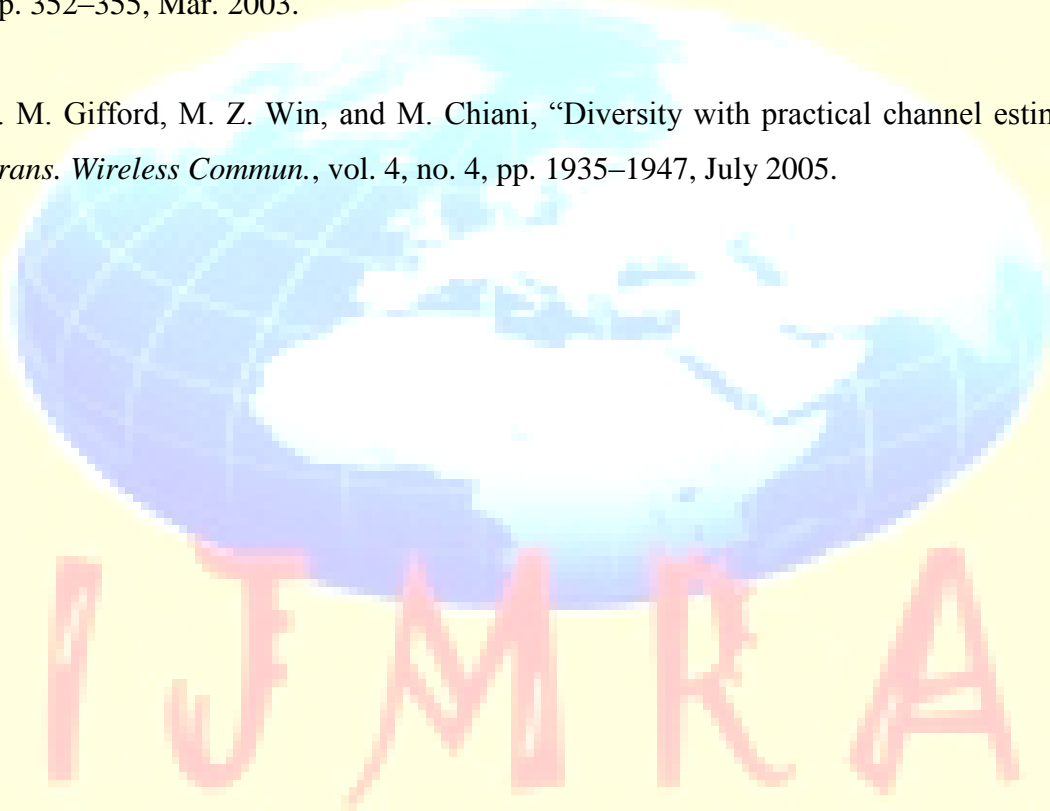 p. 352–355, Mar. 2003.
. M. Gifford, M. Z. Win, and M. Chiani, “Diversity with practical channel estim
rans. Wireless Commun., vol. 4, no. 4, pp. 1935–1947, July 2005.
IJMRA